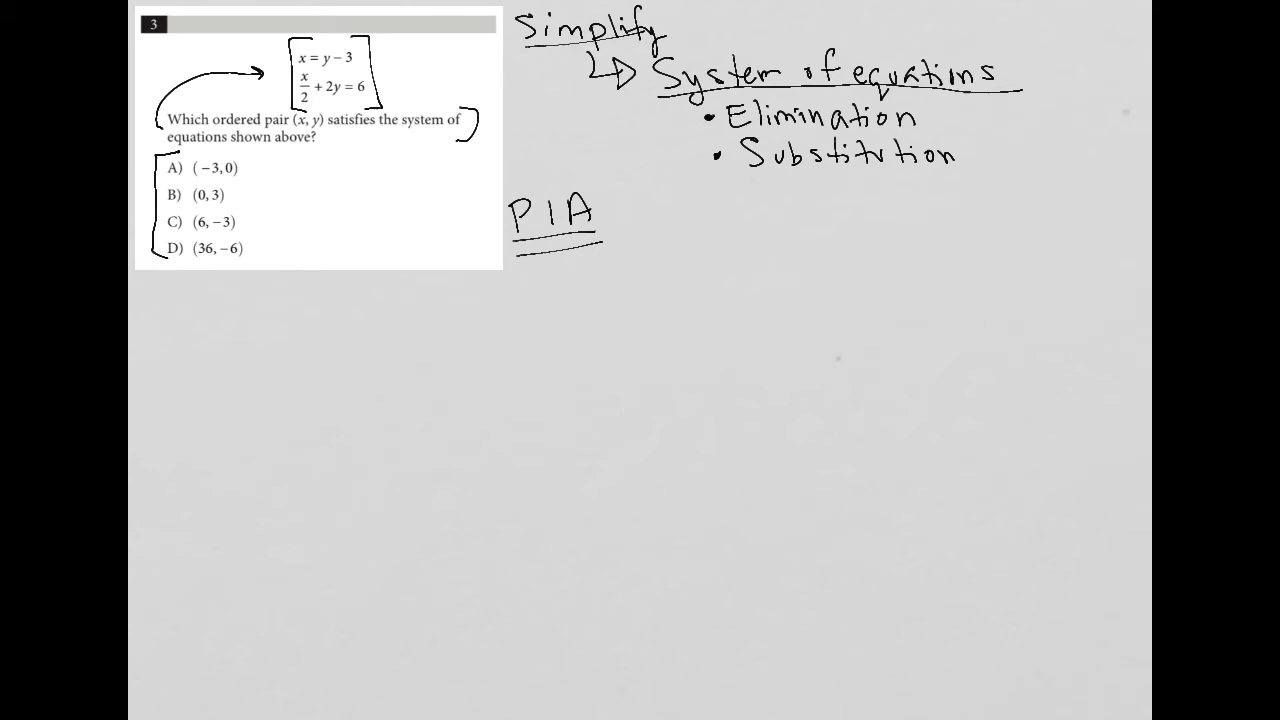 3
x = y − 3
x/2 + 2y = 6
Which ordered pair (x, y) satisfies the system of
equations shown above?
A) (−3, 0)
B) (0, 3)
C) (6, −3)
D) (36, −6)
Simplify
System of equations
• Elimination
• Substitution
PIA